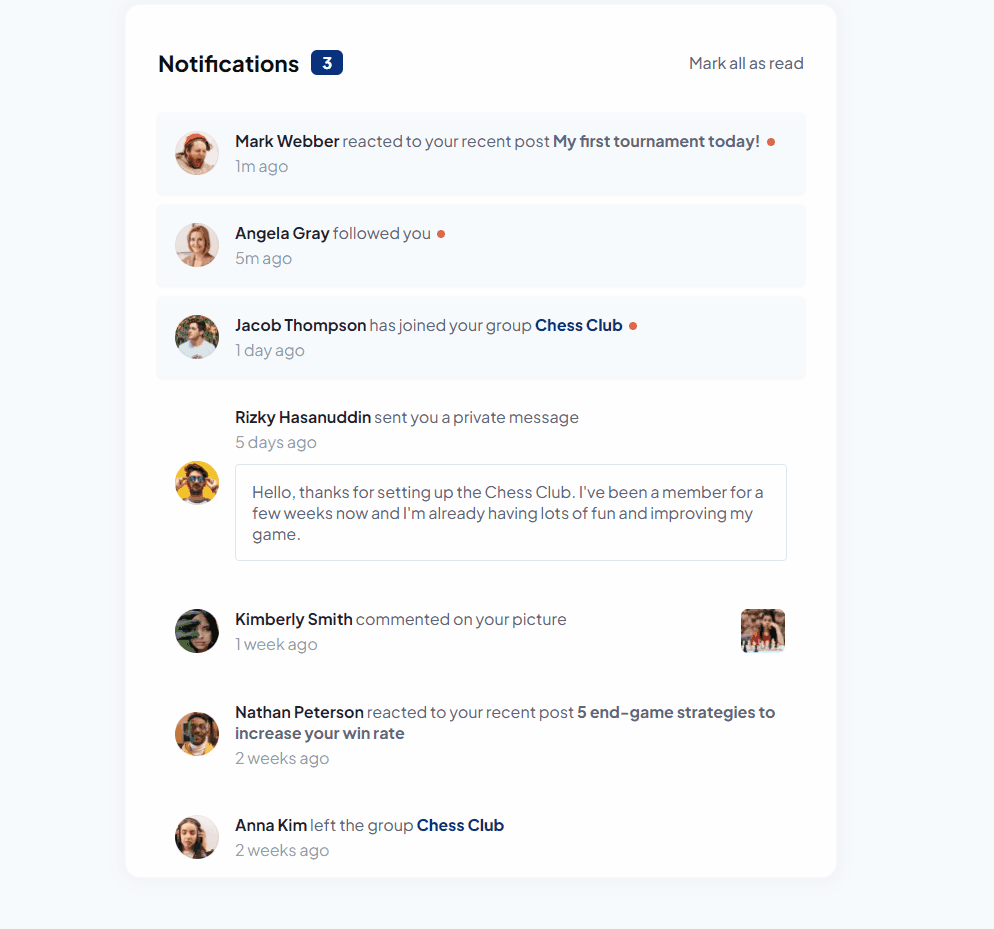 Notifications 3
Mark all as read
Mark Webber reacted to your recent post My first tournament today!
1m ago
Angela Gray followed you
5m ago
Jacob Thompson has joined your group Chess Club
1 day ago
Rizky Hasanuddin sent you a private message
5 days ago
Hello, thanks for setting up the Chess Club. I've been a member for a
few weeks now and I'm already having lots of fun and improving my
game.
Kimberly Smith commented on your picture
1 week ago
Nathan Peterson reacted to your recent post 5 end-game strategies to
increase your win rate
2 weeks ago
Anna Kim left the group Chess Club
2 weeks ago